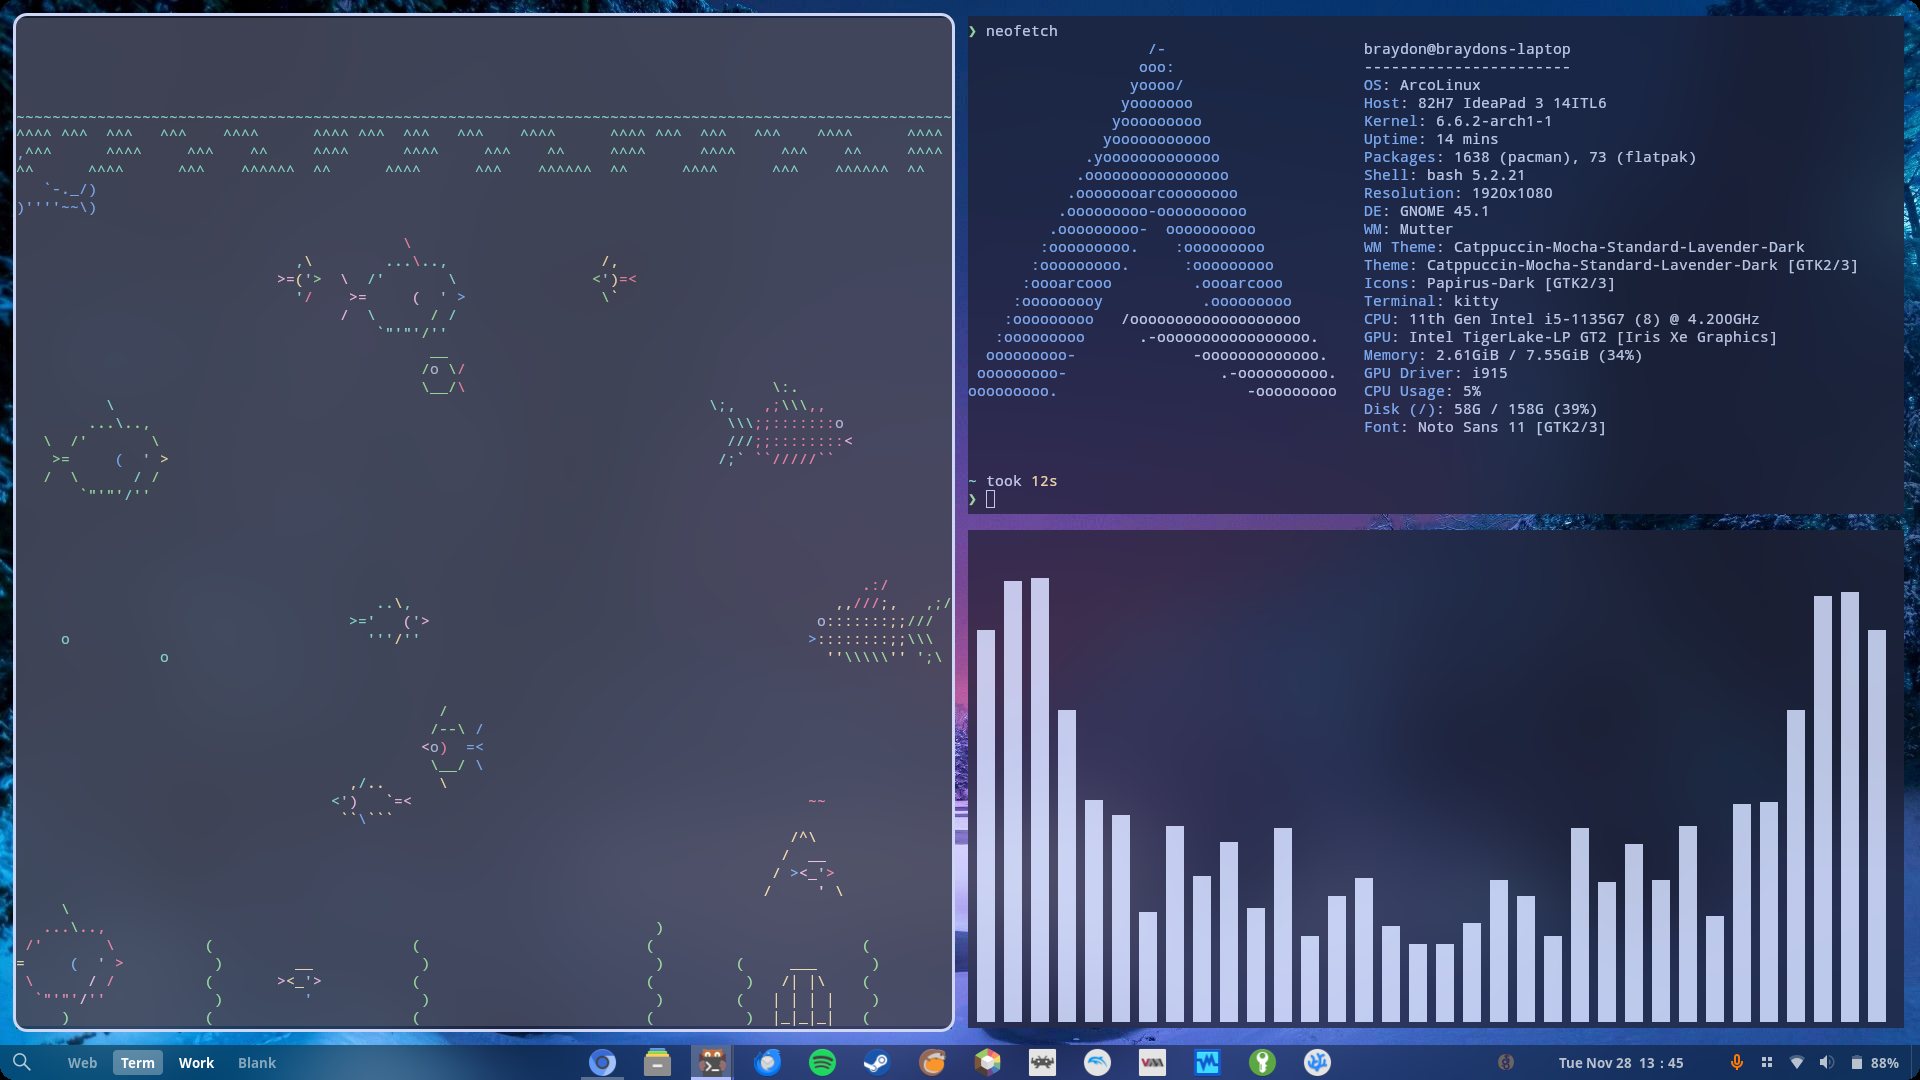 ❯ neofetch
braydon@braydons-laptop
-----------------------
OS: ArcoLinux
Host: 82H7 IdeaPad 3 14ITL6
Kernel: 6.6.2-arch1-1
Uptime: 14 mins
Packages: 1638 (pacman), 73 (flatpak)
Shell: bash 5.2.21
Resolution: 1920x1080
DE: GNOME 45.1
WM: Mutter
WM Theme: Catppuccin-Mocha-Standard-Lavender-Dark
Theme: Catppuccin-Mocha-Standard-Lavender-Dark [GTK2/3]
Icons: Papirus-Dark [GTK2/3]
Terminal: kitty
CPU: 11th Gen Intel i5-1135G7 (8) @ 4.200GHz
GPU: Intel TigerLake-LP GT2 [Iris Xe Graphics]
Memory: 2.61GiB / 7.55GiB (34%)
GPU Driver: i915
CPU Usage: 5%
Disk (/): 58G / 158G (39%)
Font: Noto Sans 11 [GTK2/3]
~ took 12s
❯
Web Term Work Blank
Tue Nov 28 13 : 45
88%